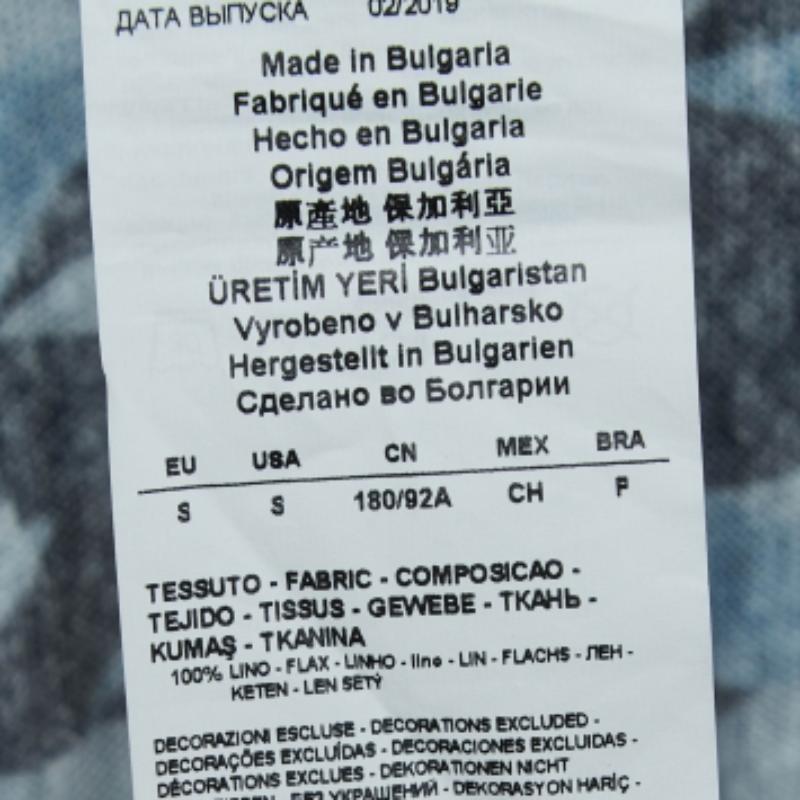 ДАТА ВЫПУСКА 02/2019
Made in Bulgaria
Fabriqué en Bulgarie
Hecho en Bulgaria
Origem Bulgária
原產地 保加利亞
原产地 保加利亚
ÜRETİM YERİ Bulgaristan
Vyrobeno v Bulharsko
Hergestellt in Bulgarien
Сделано во Болгарии
EU USA CN MEX BRA
S S 180/92A CH P
TESSUTO - FABRIC - COMPOSICAO -
TEJIDO - TISSUS - GEWEBE - ТКАНЬ -
KUMAŞ - TKANINA
100% LINO - FLAX - LINHO - lino - LIN - FLACHS - ЛЕН -
KETEN - LEN SETÝ
DECORAZIONI ESCLUSE - DECORATIONS EXCLUDED -
DECORAÇÕES EXCLUÍDAS - DECORACIONES EXCLUIDAS -
DÉCORATIONS EXCLUES - DEKORATIONEN NICHT
БЕЗ УКРАШЕНИЙ - DEKORASYON HARİÇ -